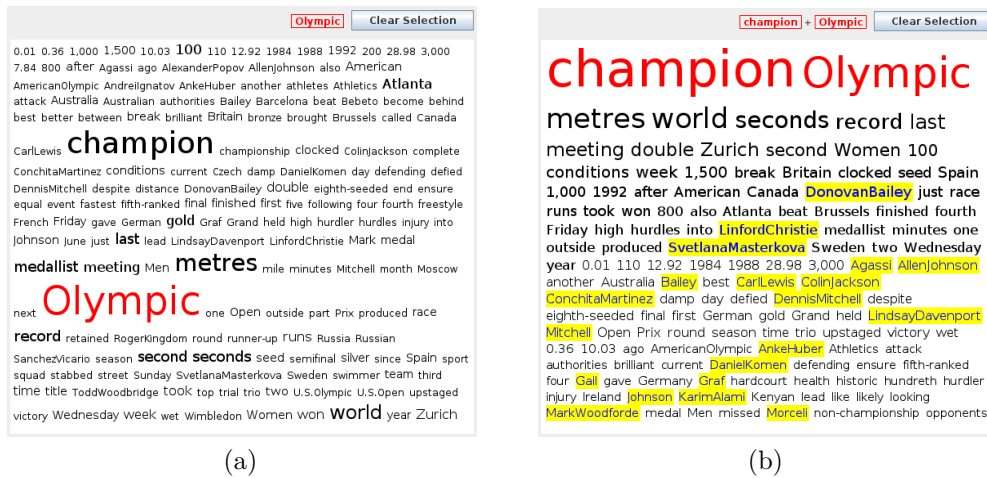 Olympic Clear Selection
0.01 0.36 1,000 1,500 10.03 100 110 12.92 1984 1988 1992 200 28.98 3,000
7.84 800 after Agassi ago AlexanderPopov AllenJohnson also American
AmericanOlympic AndreiIgnatov AnkeHuber another athletes Athletics Atlanta
attack Australia Australian authorities Bailey Barcelona beat Bebeto become behind
best better between break brilliant Britain bronze brought Brussels called Canada
CarlLewis champion championship clocked ColinJackson complete
ConchitaMartinez conditions current Czech damp DanielKomen day defending defied
DennisMitchell despite distance DonovanBailey double eighth-seeded end ensure
equal event fastest fifth-ranked final finished first five following four fourth freestyle
French Friday gave German gold Graf Grand held high hurdler hurdles injury into
Johnson June just last lead LindsayDavenport LinfordChristie Mark medal
medallist meeting Men metres mile minutes Mitchell month Moscow
next Olympic one Open outside part Prix produced race
record retained RogerKingdom round runner-up runs Russia Russian
SanchezVicario season second seconds seed semifinal silver since Spain sport
squad stabbed street Sunday SvetlanaMasterkova Sweden swimmer team third
time title ToddWoodbridge took top trial trio two U.S.Olympic U.S.Open upstaged
victory Wednesday week wet Wimbledon Women won world year Zurich
(a)
champion + Olympic Clear Selection
champion Olympic
metres world seconds record last
meeting double Zurich second Women 100
conditions week 1,500 break Britain clocked seed Spain
1,000 1992 after American Canada DonovanBailey just race
runs took won 800 also Atlanta beat Brussels finished fourth
Friday high hurdles into LinfordChristie medallist minutes one
outside produced SvetlanaMasterkova Sweden two Wednesday
year 0.01 110 12.92 1984 1988 28.98 3,000 Agassi AllenJohnson
another Australia Bailey best CarlLewis ColinJackson
ConchitaMartinez damp day defied DennisMitchell despite
eighth-seeded final first German gold Grand held LindsayDavenport
Mitchell Open Prix round season time trio upstaged victory wet
0.36 10.03 ago AmericanOlympic AnkeHuber Athletics attack
authorities brilliant current DanielKomen defending ensure fifth-ranked
four Gail gave Germany Graf hardcourt health historic hundreth hurdler
injury Ireland Johnson KarimAlami Kenyan lead like likely looking
MarkWoodforde medal Men missed Morceli non-championship opponents
(b)